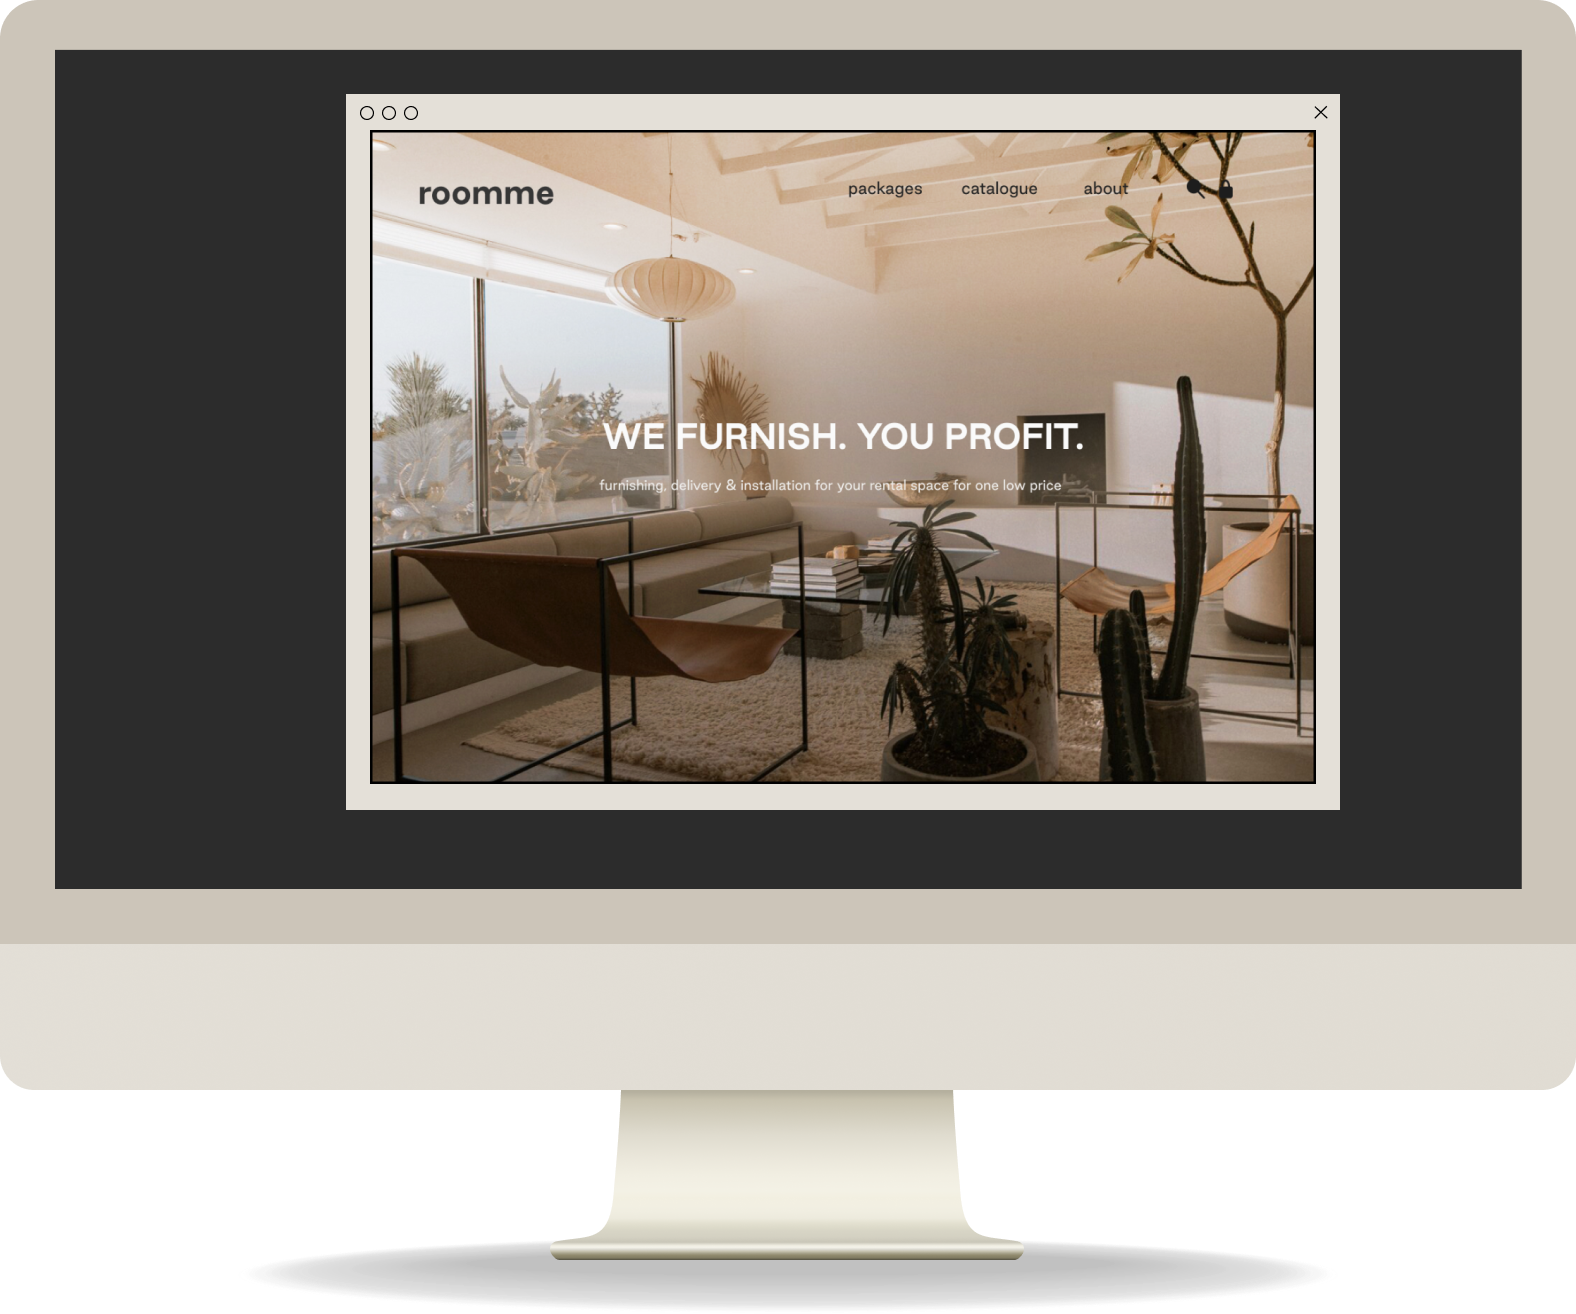 roomme
packages catalogue about
WE FURNISH. YOU PROFIT.
furnishing, delivery & installation for your rental space for one low price